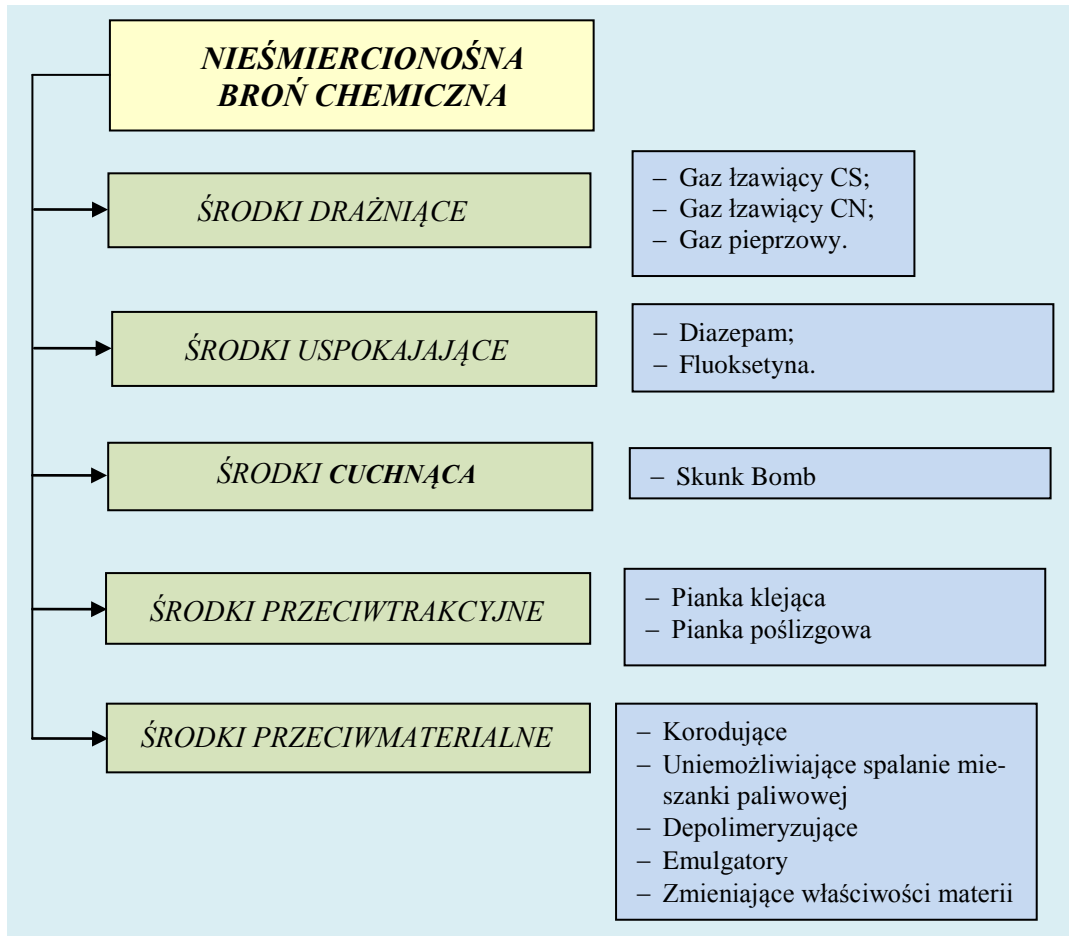 NIEŚMIERCIONOŚNA
BROŃ CHEMICZNA
ŚRODKI DRAŻNIĄCE
– Gaz łzawiący CS;
– Gaz łzawiący CN;
– Gaz pieprzowy.
ŚRODKI USPOKAJAJĄCE
– Diazepam;
– Fluoksetyna.
ŚRODKI CUCHNĄCA
– Skunk Bomb
ŚRODKI PRZECIWTRAKCYJNE
– Pianka klejąca
– Pianka poślizgowa
ŚRODKI PRZECIWMATERIALNE
– Korodujące
– Uniemożliwiające spalanie mie-
szanki paliwowej
– Depolimeryzujące
– Emulgatory
– Zmieniające właściwości materii